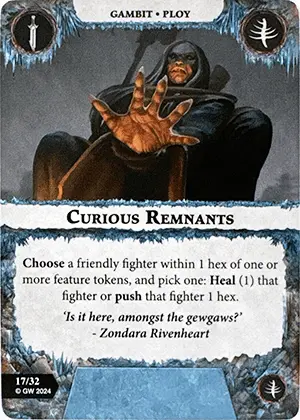 GAMBIT • PLOY
CURIOUS REMNANTS
Choose a friendly fighter within 1 hex of one or
more feature tokens, and pick one: Heal (1) that
fighter or push that fighter 1 hex.
'Is it here, amongst the gewgaws?'
- Zondara Rivenheart
17/32
© GW 2024